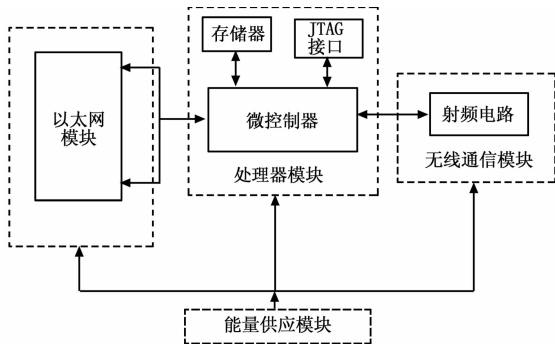 存储器
JTAG
接口
以太网
模块
微控制器
射频电路
处理器模块
无线通信模块
能量供应模块